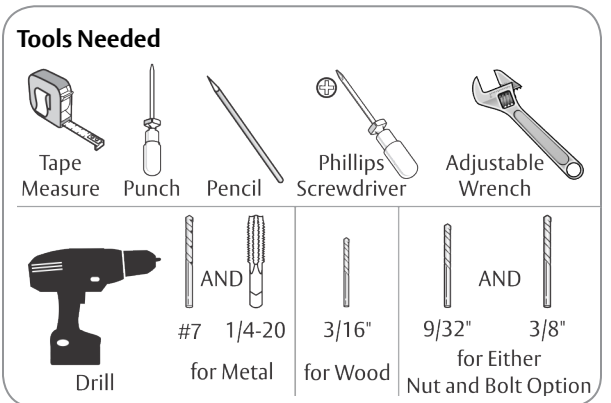 Tools Needed
Tape
Measure
Punch
Pencil
Phillips
Screwdriver
Adjustable
Wrench
Drill
AND
#7
1/4-20
for Metal
3/16"
for Wood
AND
9/32"
3/8"
for Either
Nut and Bolt Option